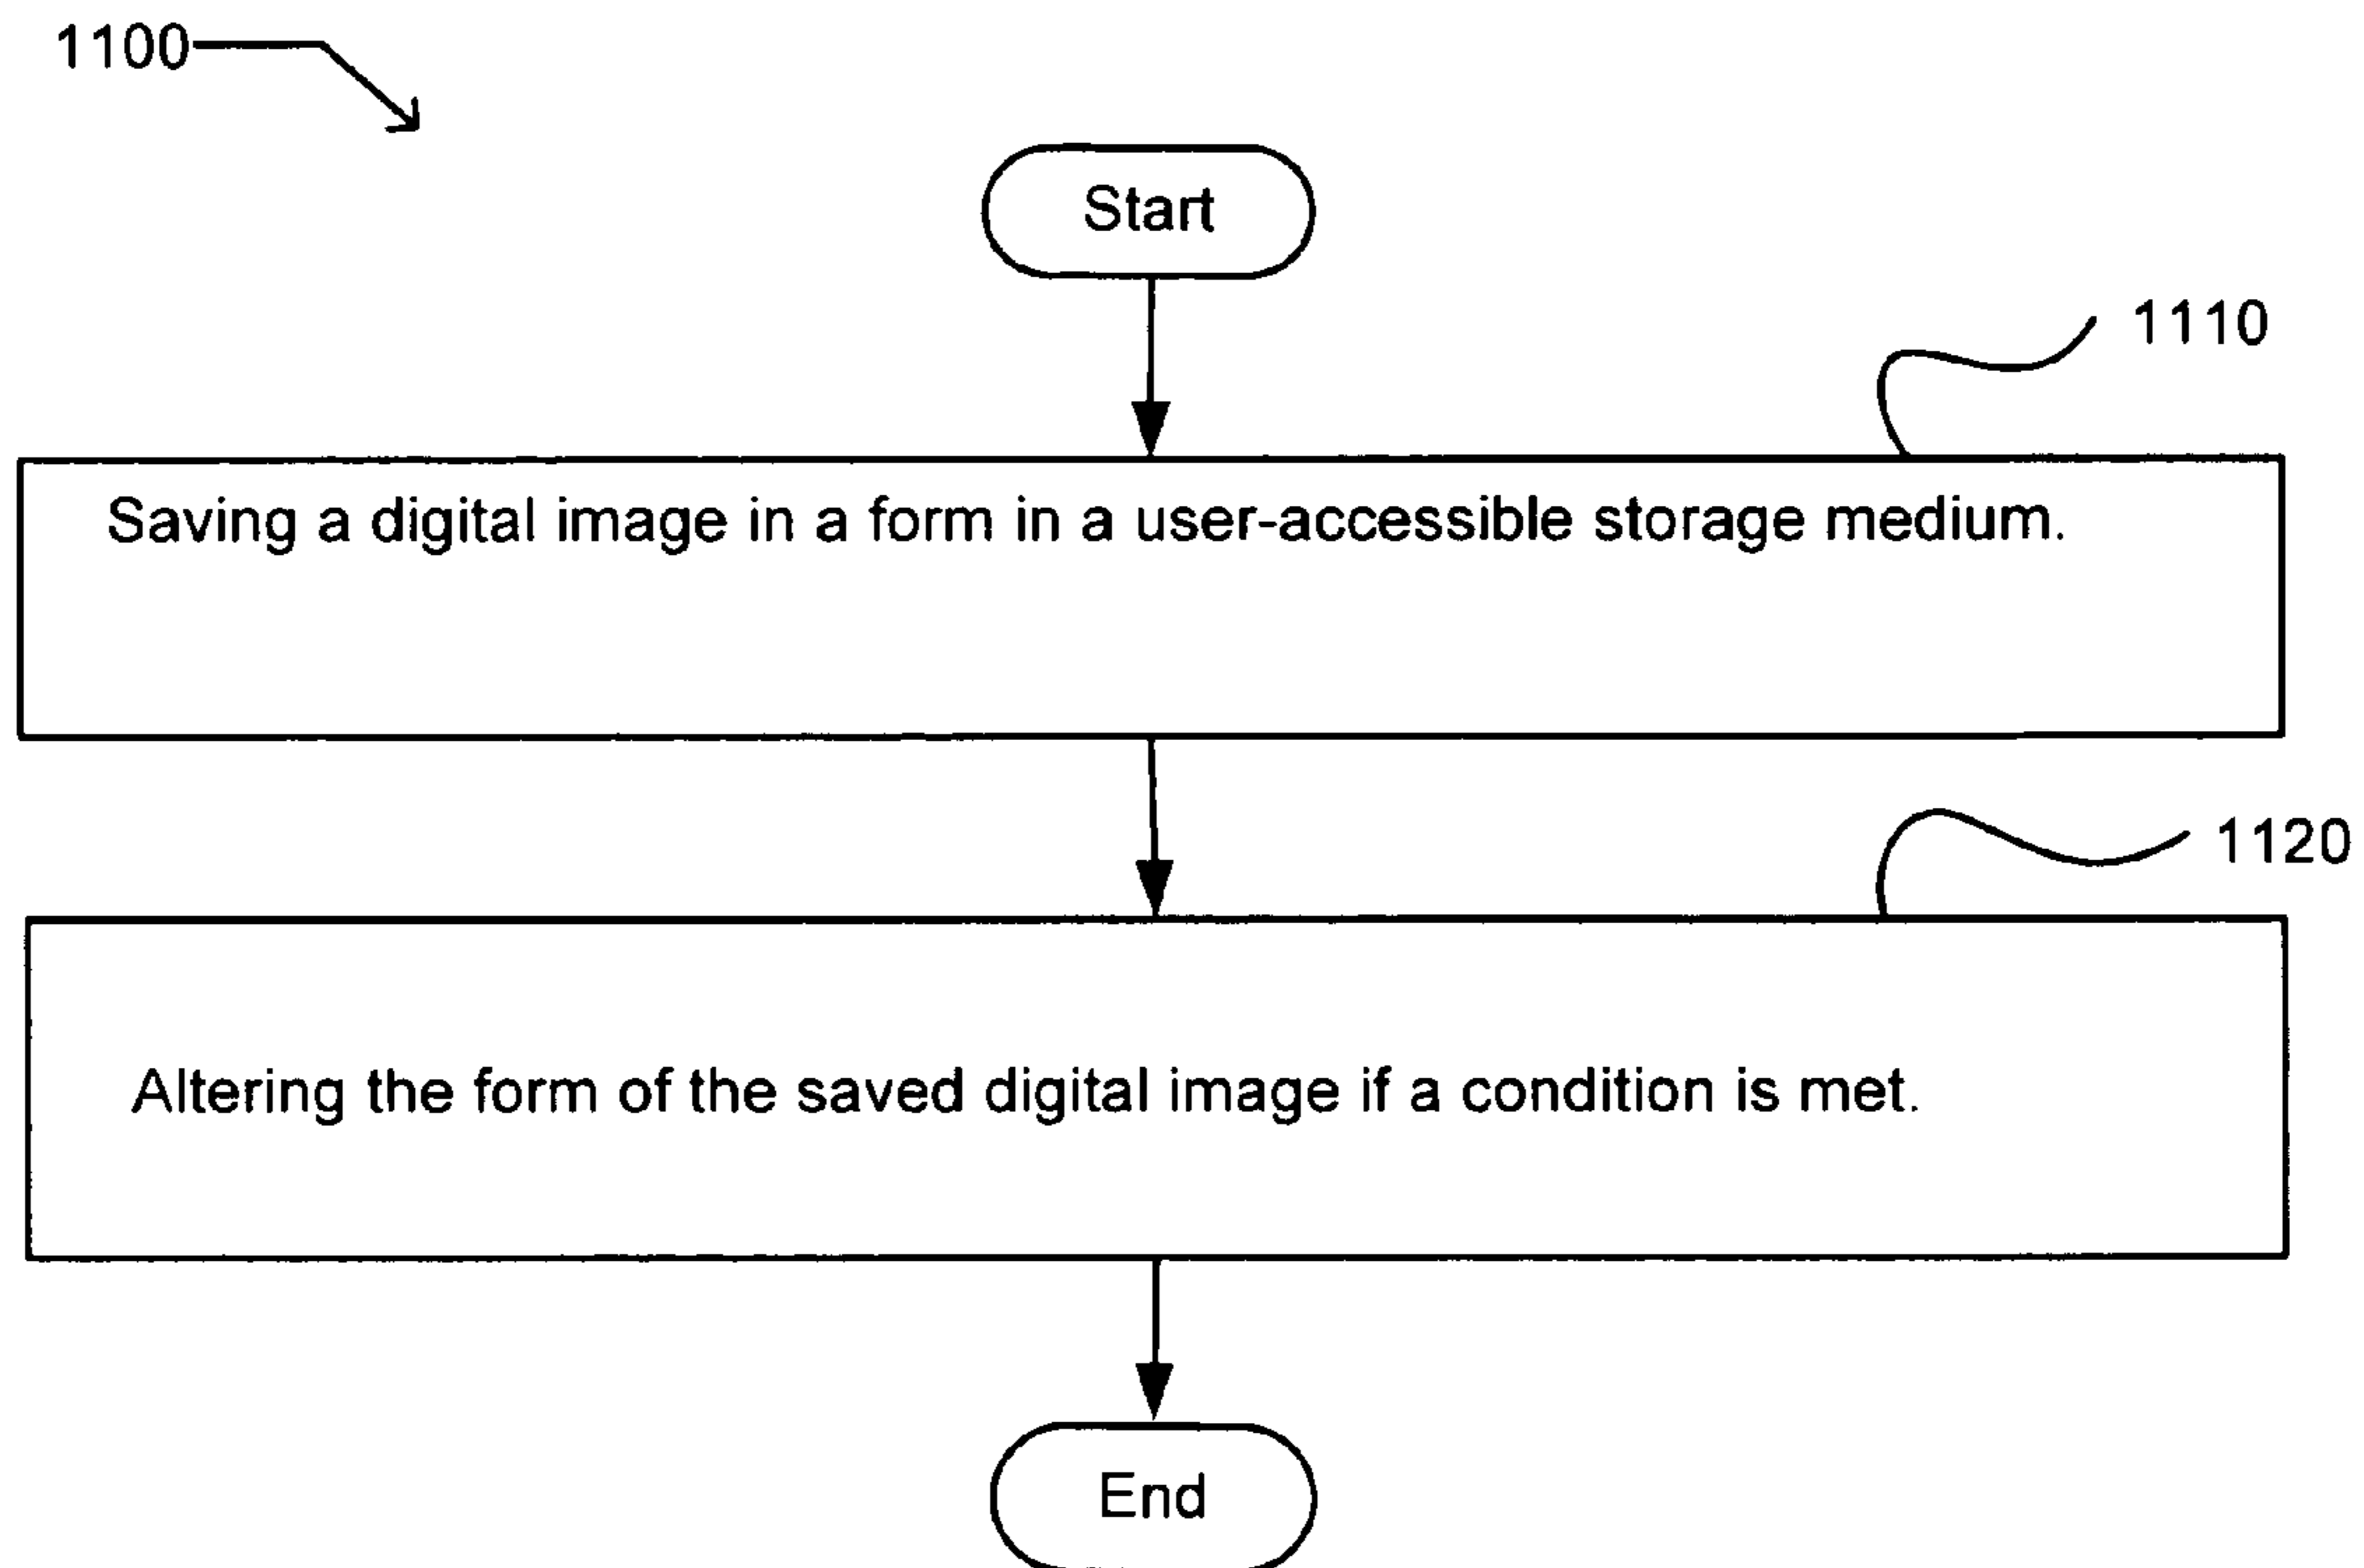 1100
Start
1110
Saving a digital image in a form in a user-accessible storage medium.
1120
Altering the form of the saved digital image if a condition is met.
End